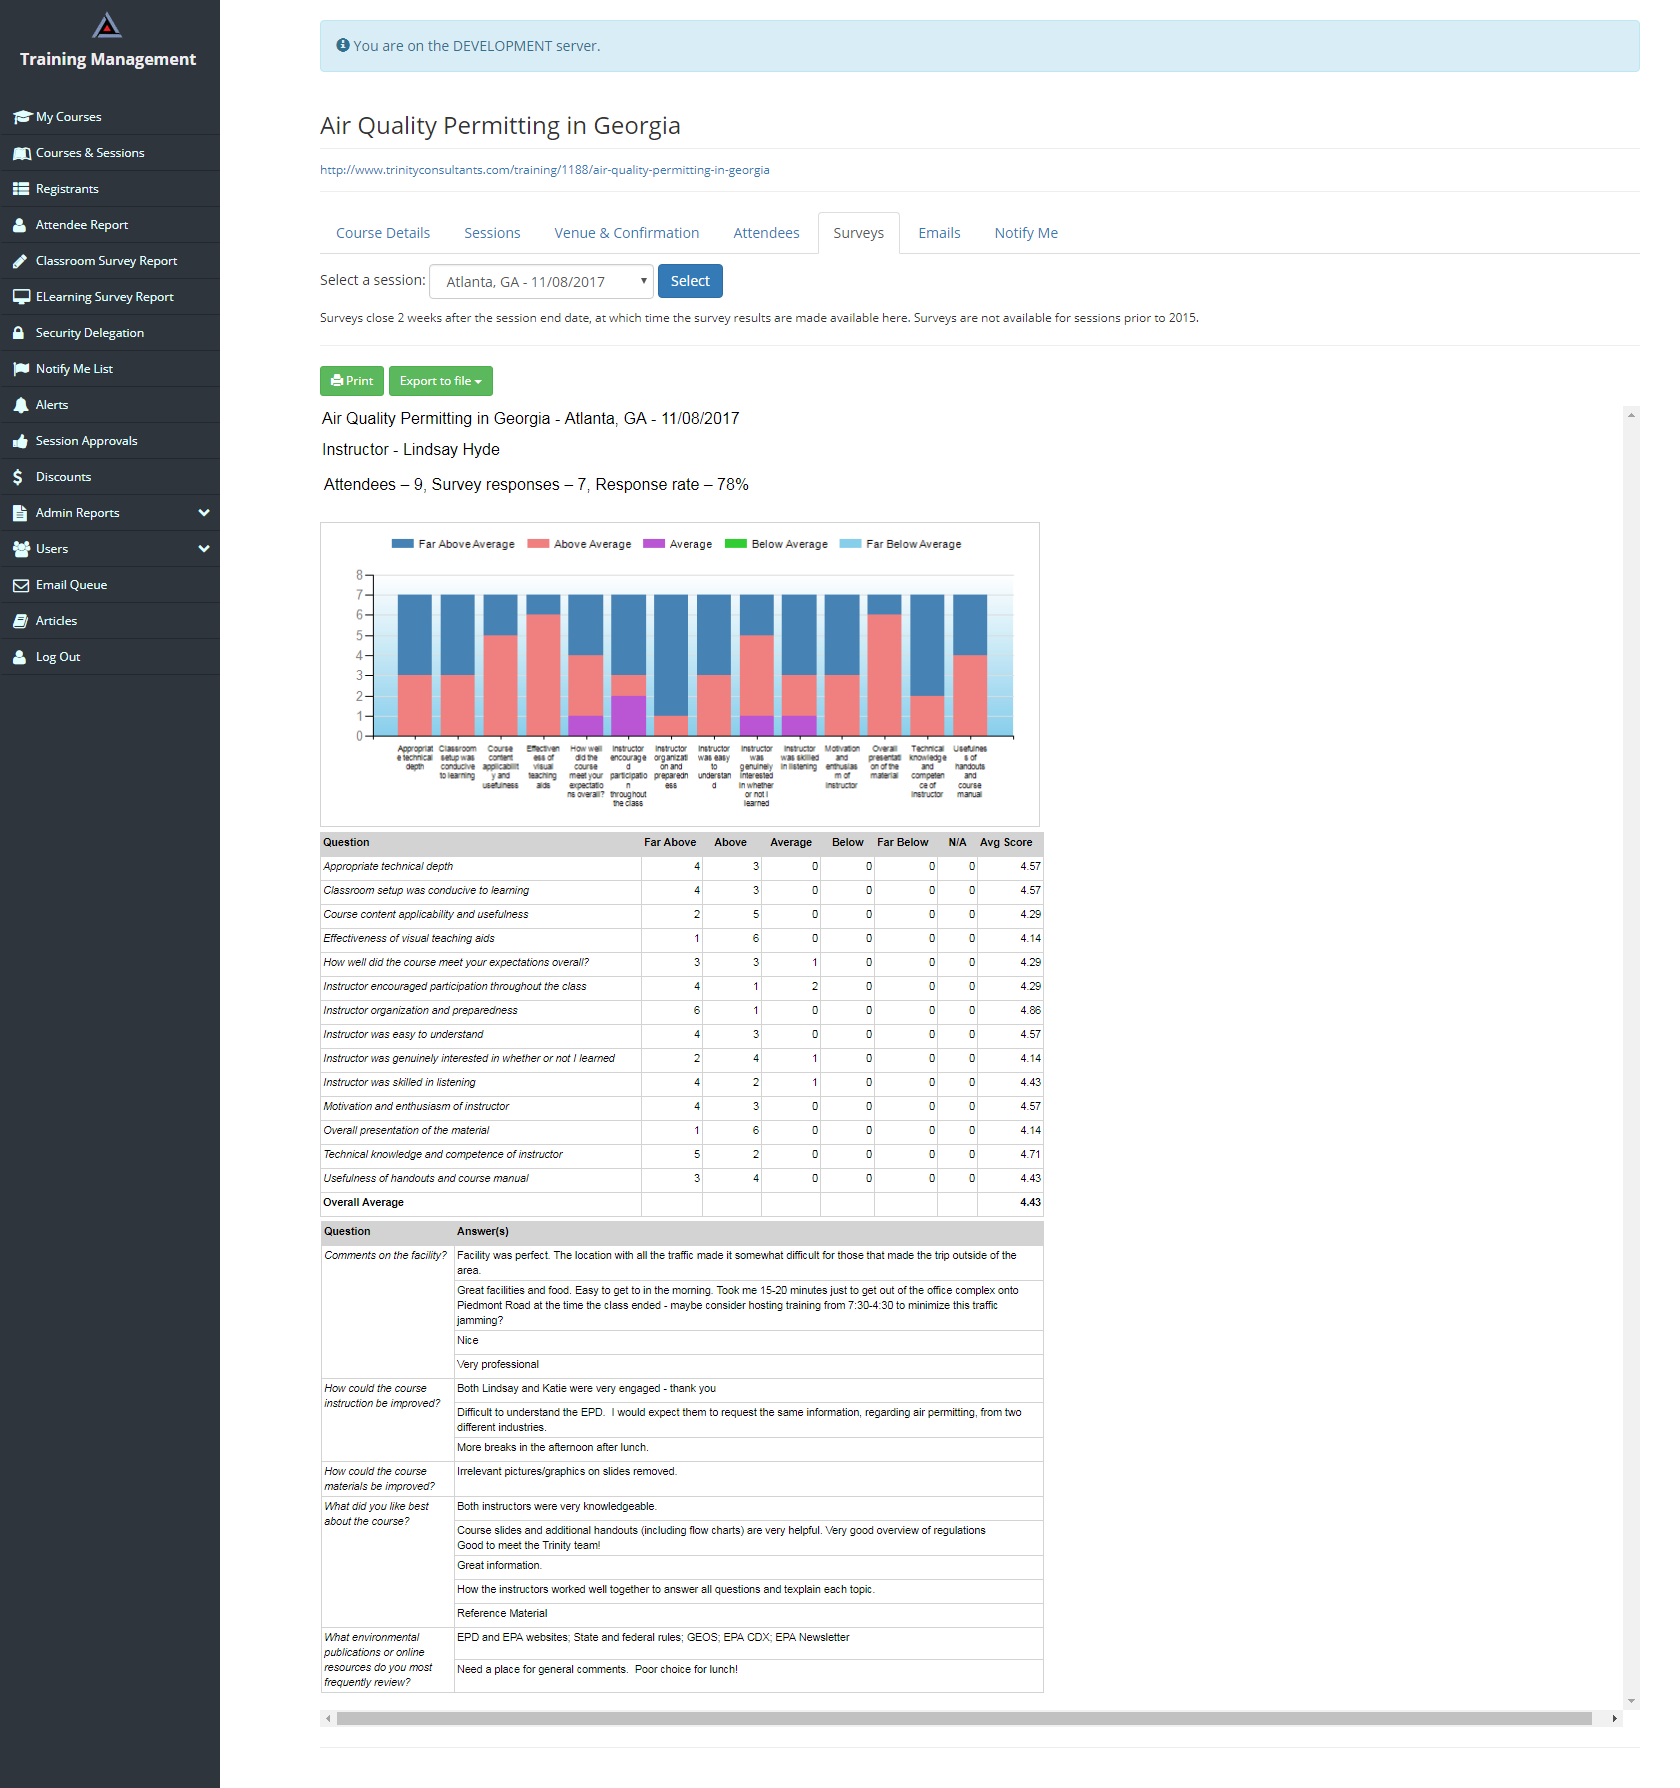 Training Management
My Courses
Courses & Sessions
Registrants
Attendee Report
Classroom Survey Report
ELearning Survey Report
Security Delegation
Notify Me List
Alerts
Session Approvals
Discounts
Admin Reports
Users
Email Queue
Articles
Log Out
You are on the DEVELOPMENT server.
Air Quality Permitting in Georgia
http://www.trinityconsultants.com/training/1188/air-quality-permitting-in-georgia
Course Details Sessions Venue & Confirmation Attendees Surveys Emails Notify Me
Select a session: Atlanta, GA - 11/08/2017 Select
Surveys close 2 weeks after the session end date, at which time the survey results are made available here. Surveys are not available for sessions prior to 2015.
Print Export to file
Air Quality Permitting in Georgia - Atlanta, GA - 11/08/2017
Instructor - Lindsay Hyde
Attendees – 9, Survey responses – 7, Response rate – 78%
Far Above Average Above Average Average Below Average Far Below Average
8
7
6
5
4
3
2
1
0
Appropriat
e technical
depth
Classroom
setup was
conducive
to learning
Course
content
applicabilit
y and
usefulness
Effectiven
ess of
visual
teaching
aids
How well
did the
course
meet your
expectatio
ns overall?
Instructor
encourage
d
participatio
n
throughout
the class
Instructor
organizati
on and
preparedn
ess
Instructor
was easy
to
understan
d
Instructor
was
genuinely
interested
in whether
or not I
learned
Instructor
was skilled
in listening
Motivation
and
enthusias
m of
instructor
Overall
presentati
on of the
material
Technical
knowledge
and
competen
ce of
instructor
Usefulnes
s of
handouts
and
course
manual
Question Far Above Above Average Below Far Below N/A Avg Score
Appropriate technical depth 4 3 0 0 0 0 4.57
Classroom setup was conducive to learning 4 3 0 0 0 0 4.57
Course content applicability and usefulness 2 5 0 0 0 0 4.29
Effectiveness of visual teaching aids 1 6 0 0 0 0 4.14
How well did the course meet your expectations overall? 3 3 1 0 0 0 4.29
Instructor encouraged participation throughout the class 4 1 2 0 0 0 4.29
Instructor organization and preparedness 6 1 0 0 0 0 4.86
Instructor was easy to understand 4 3 0 0 0 0 4.57
Instructor was genuinely interested in whether or not I learned 2 4 1 0 0 0 4.14
Instructor was skilled in listening 4 2 1 0 0 0 4.43
Motivation and enthusiasm of instructor 4 3 0 0 0 0 4.57
Overall presentation of the material 1 6 0 0 0 0 4.14
Technical knowledge and competence of instructor 5 2 0 0 0 0 4.71
Usefulness of handouts and course manual 3 4 0 0 0 0 4.43
Overall Average 4.43
Question Answer(s)
Comments on the facility? Facility was perfect. The location with all the traffic made it somewhat difficult for those that made the trip outside of the
area.
Great facilities and food. Easy to get to in the morning. Took me 15-20 minutes just to get out of the office complex onto
Piedmont Road at the time the class ended - maybe consider hosting training from 7:30-4:30 to minimize this traffic
jamming?
Nice
Very professional
How could the course
instruction be improved?
Both Lindsay and Katie were very engaged - thank you
Difficult to understand the EPD. I would expect them to request the same information, regarding air permitting, from two
different industries.
More breaks in the afternoon after lunch.
How could the course
materials be improved?
Irrelevant pictures/graphics on slides removed.
What did you like best
about the course?
Both instructors were very knowledgeable.
Course slides and additional handouts (including flow charts) are very helpful. Very good overview of regulations
Good to meet the Trinity team!
Great information.
How the instructors worked well together to answer all questions and texplain each topic.
Reference Material
What environmental
publications or online
resources do you most
frequently review?
EPD and EPA websites; State and federal rules; GEOS; EPA CDX; EPA Newsletter
Need a place for general comments. Poor choice for lunch!